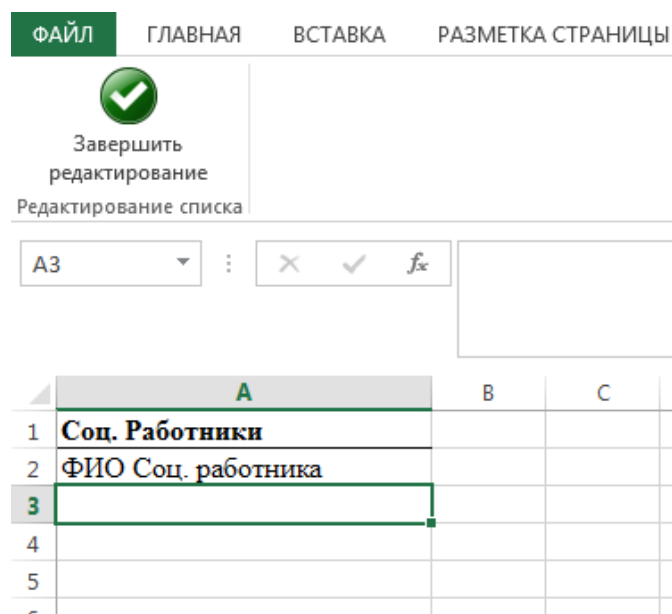 ФАЙЛ ГЛАВНАЯ ВСТАВКА РАЗМЕТКА СТРАНИЦЫ
Завершить
редактирование
Редактирование списка
A3 fx
A B C
1 Соц. Работники
2 ФИО Соц. работника
3
4
5